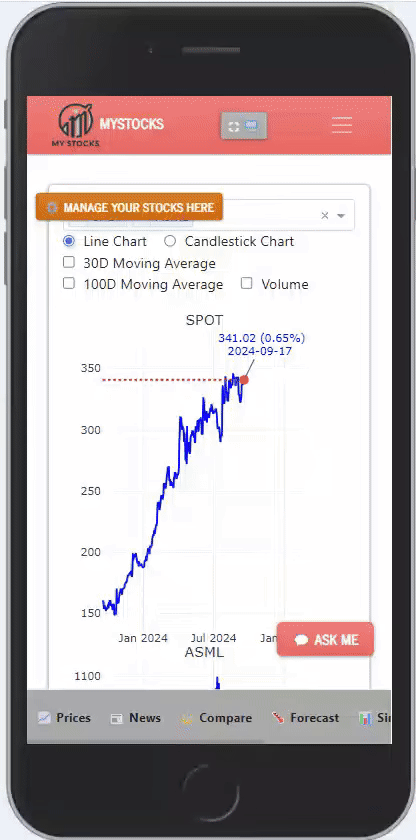 MY STOCKS
MYSTOCKS
MANAGE YOUR STOCKS HERE
Line Chart
Candlestick Chart
30D Moving Average
100D Moving Average
Volume
SPOT
341.02 (0.65%)
2024-09-17
350
300
250
200
150
Jan 2024
Jul 2024
ASK ME
ASML
1100
Prices
News
Compare
Forecast